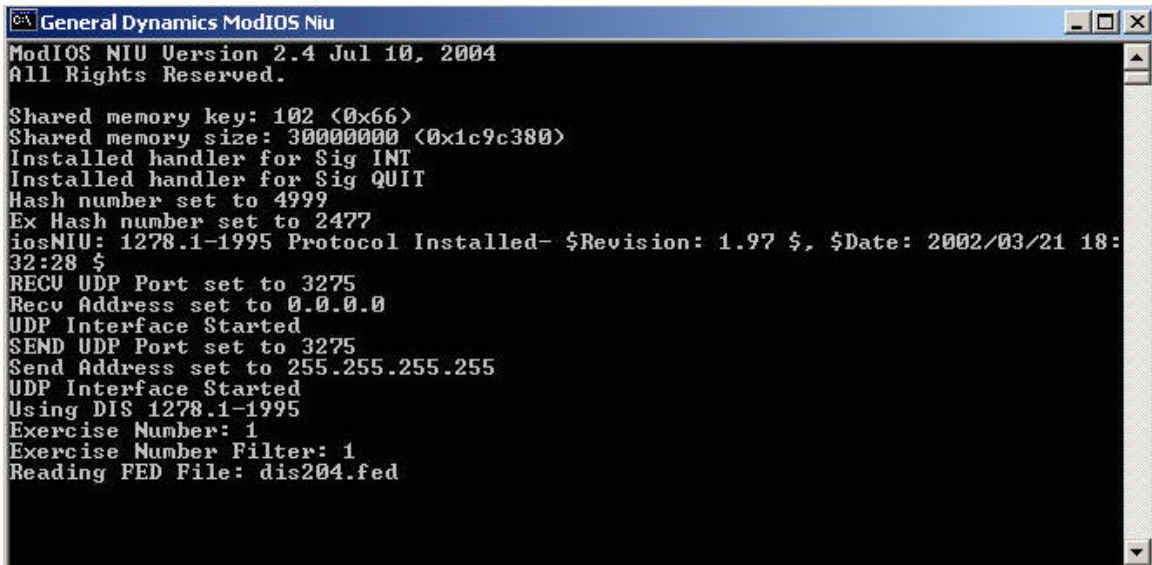 General Dynamics ModIOS Niu
ModIOS NIU Version 2.4 Jul 10, 2004
All Rights Reserved.
Shared memory key: 102 (0x66)
Shared memory size: 30000000 (0x1c9c380)
Installed handler for Sig INT
Installed handler for Sig QUIT
Hash number set to 4999
Ex Hash number set to 2477
iosNIU: 1278.1-1995 Protocol Installed- $Revision: 1.97 $, $Date: 2002/03/21 18:
32:28 $
RECV UDP Port set to 3275
Recv Address set to 0.0.0.0
UDP Interface Started
SEND UDP Port set to 3275
Send Address set to 255.255.255.255
UDP Interface Started
Using DIS 1278.1-1995
Exercise Number: 1
Exercise Number Filter: 1
Reading FED File: dis204.fed